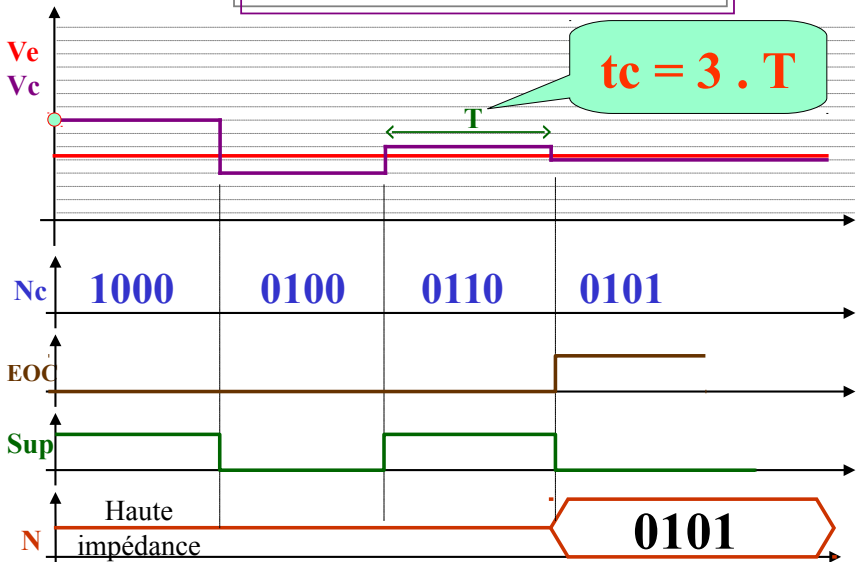 Ve
Vc
tc = 3 . T
T
Nc 1000 0100 0110 0101
EOC
Sup
N
Haute
impédance
0101